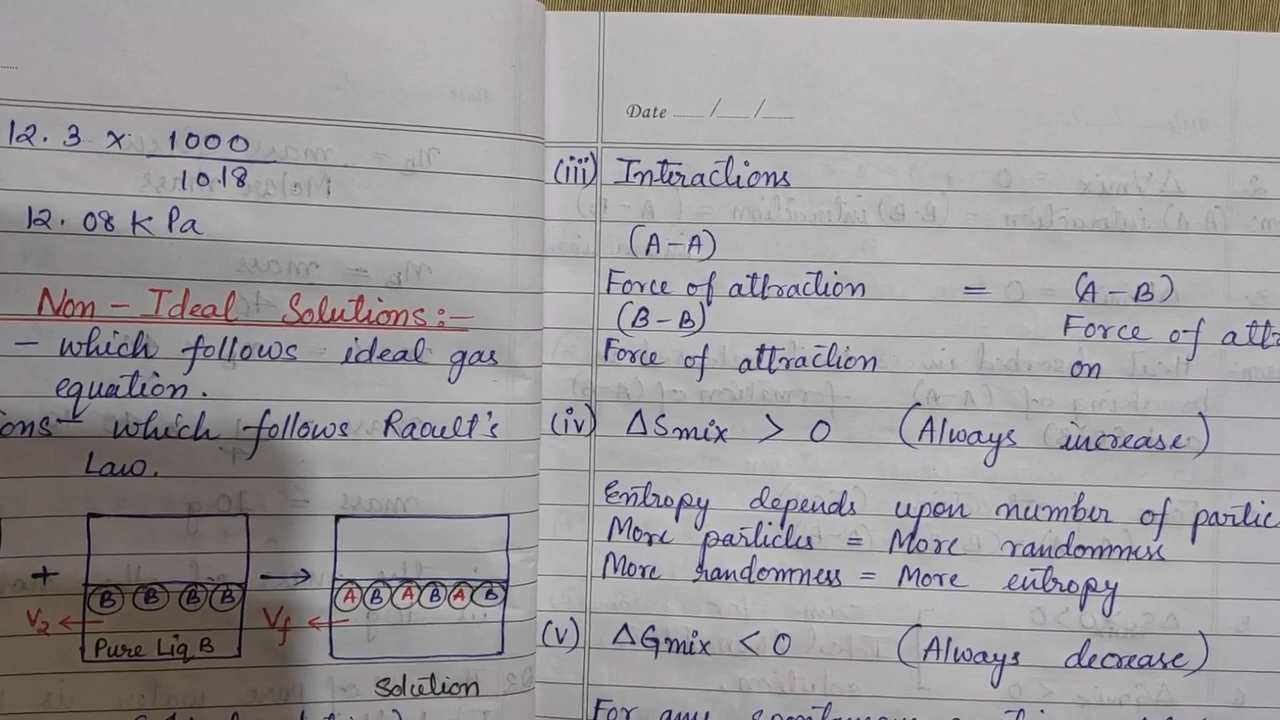 12.3 x 1000
1018
12.08 KPa
Non - Ideal Solutions:-
- which follows ideal gas
equation.
ons - which follows Raoult's
Law.
+ B B B B → A B A B A B
V2 ← Vf ←
Pure Liq B
Solution
Date ...../...../.....
(iii) Interactions
(A-A)
Force of attraction = (A-B)
(B-B) Force of attr
Force of attraction on
(iv) ΔSmix > 0 (Always increase)
Entropy depends upon number of partic
More particles = More randomness
More randomness = More entropy
(v) ΔGmix < 0 (Always decrease)
For any